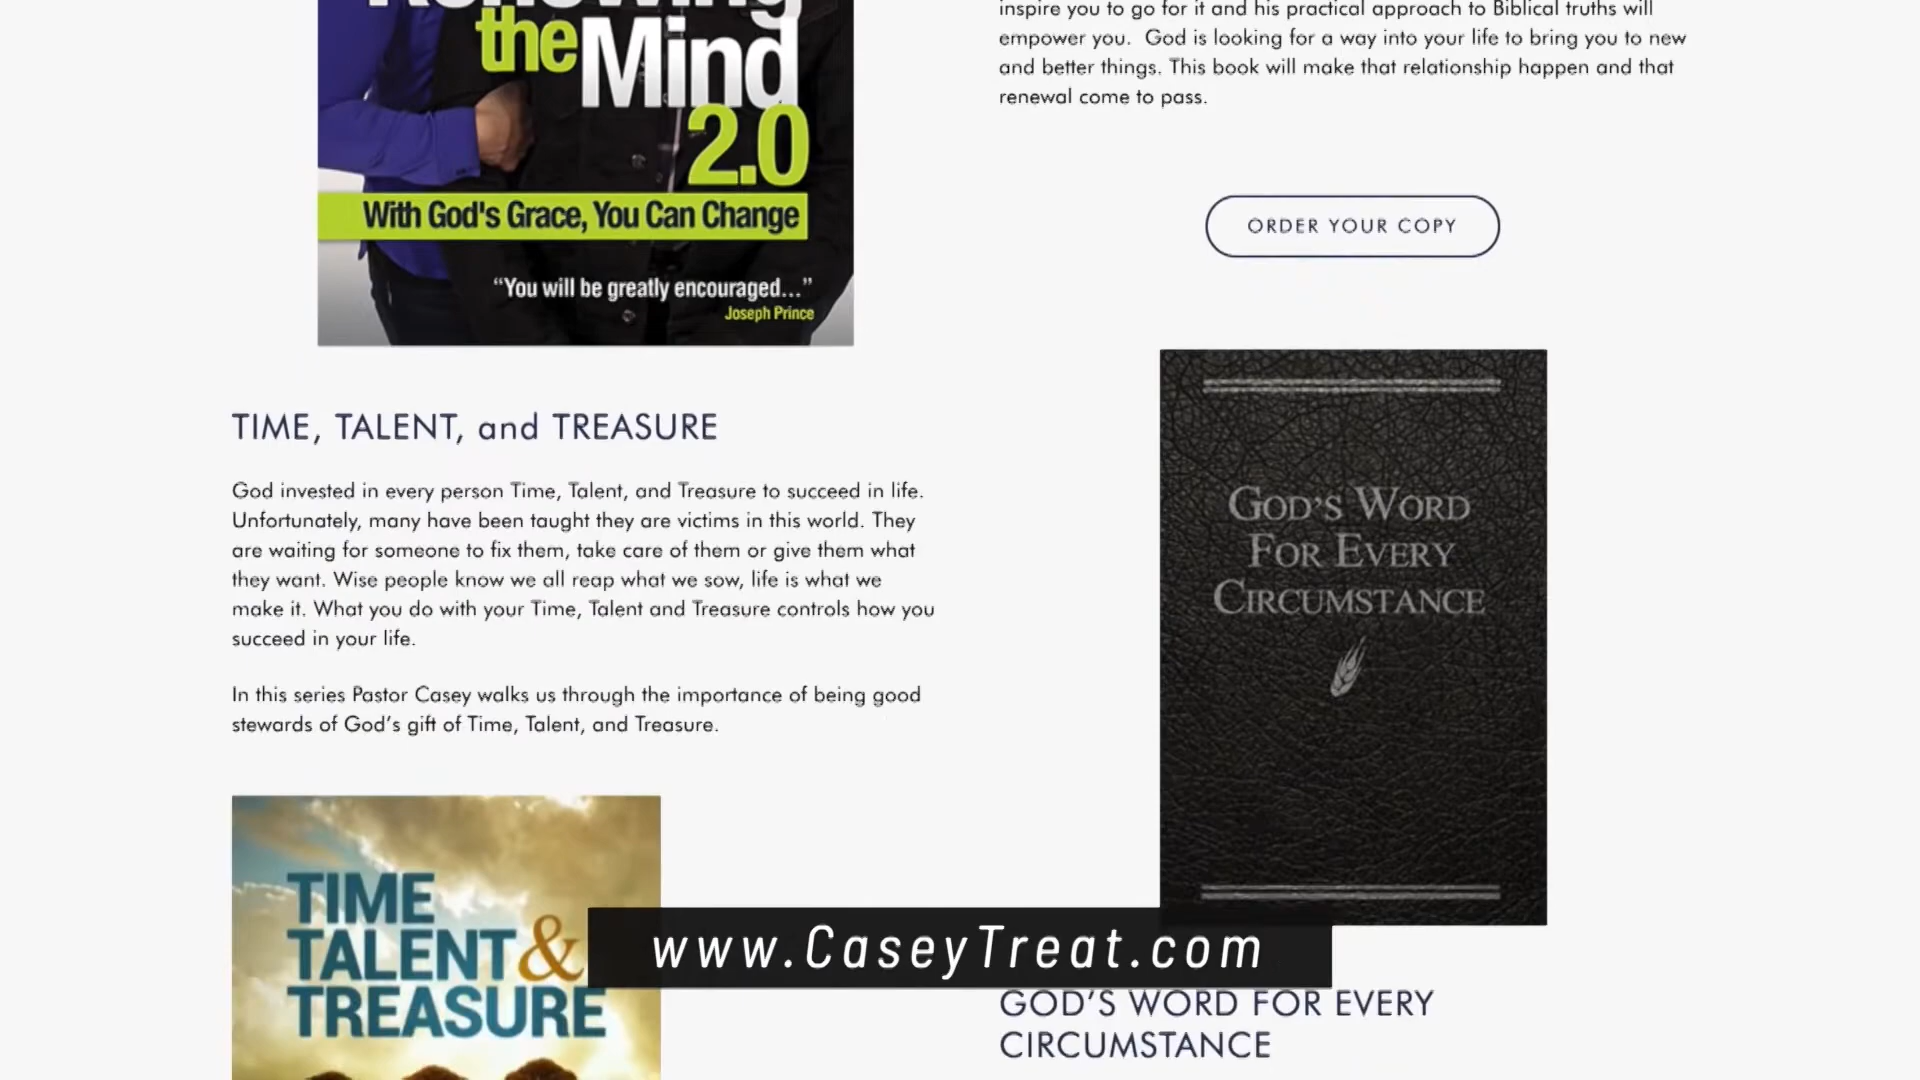 Renewing
the Mind
2.0
With God's Grace, You Can Change
“You will be greatly encouraged...”
Joseph Prince
TIME, TALENT, and TREASURE
God invested in every person Time, Talent, and Treasure to succeed in life.
Unfortunately, many have been taught they are victims in this world. They
are waiting for someone to fix them, take care of them or give them what
they want. Wise people know we all reap what we sow, life is what we
make it. What you do with your Time, Talent and Treasure controls how you
succeed in your life.
In this series Pastor Casey walks us through the importance of being good
stewards of God’s gift of Time, Talent, and Treasure.
TIME
TALENT &
TREASURE
inspire you to go for it and his practical approach to Biblical truths will
empower you.  God is looking for a way into your life to bring you to new
and better things. This book will make that relationship happen and that
renewal come to pass.
ORDER YOUR COPY
GOD’S WORD
FOR EVERY
CIRCUMSTANCE
www.CaseyTreat.com
GOD’S WORD FOR EVERY
CIRCUMSTANCE